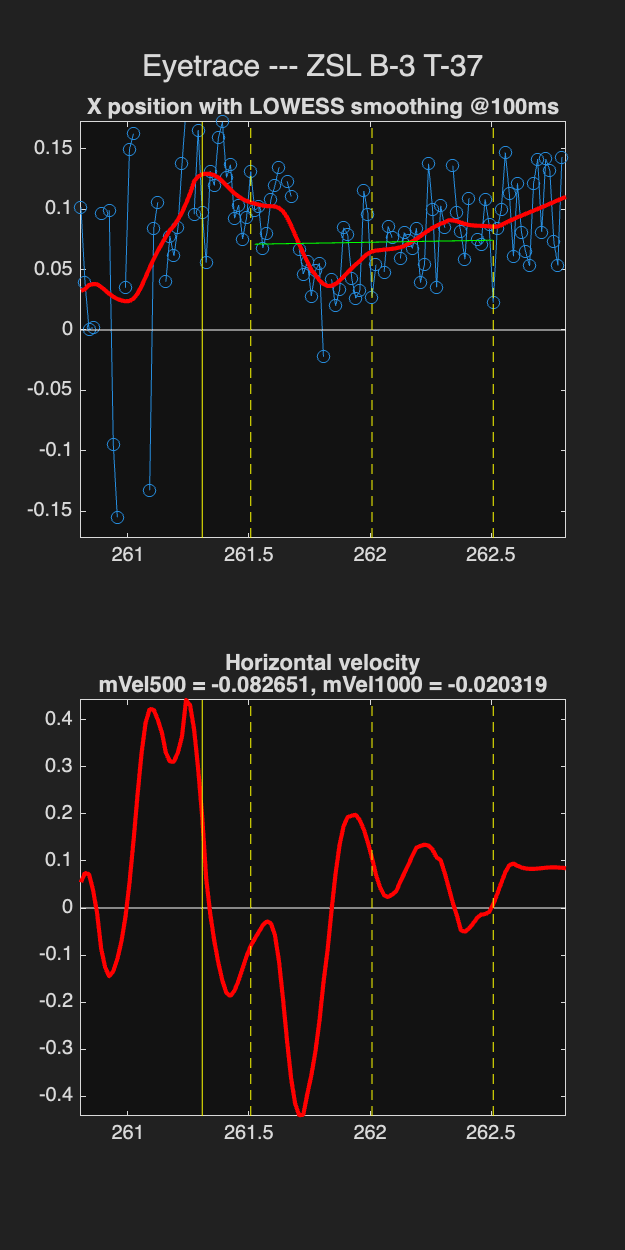 Eyetrace --- ZSL B-3 T-37
X position with LOWESS smoothing @100ms
0.15
0.1
0.05
0
-0.05
-0.1
-0.15
261 261.5 262 262.5
Horizontal velocity
mVel500 = -0.082651, mVel1000 = -0.020319
0.4
0.3
0.2
0.1
0
-0.1
-0.2
-0.3
-0.4
261 261.5 262 262.5